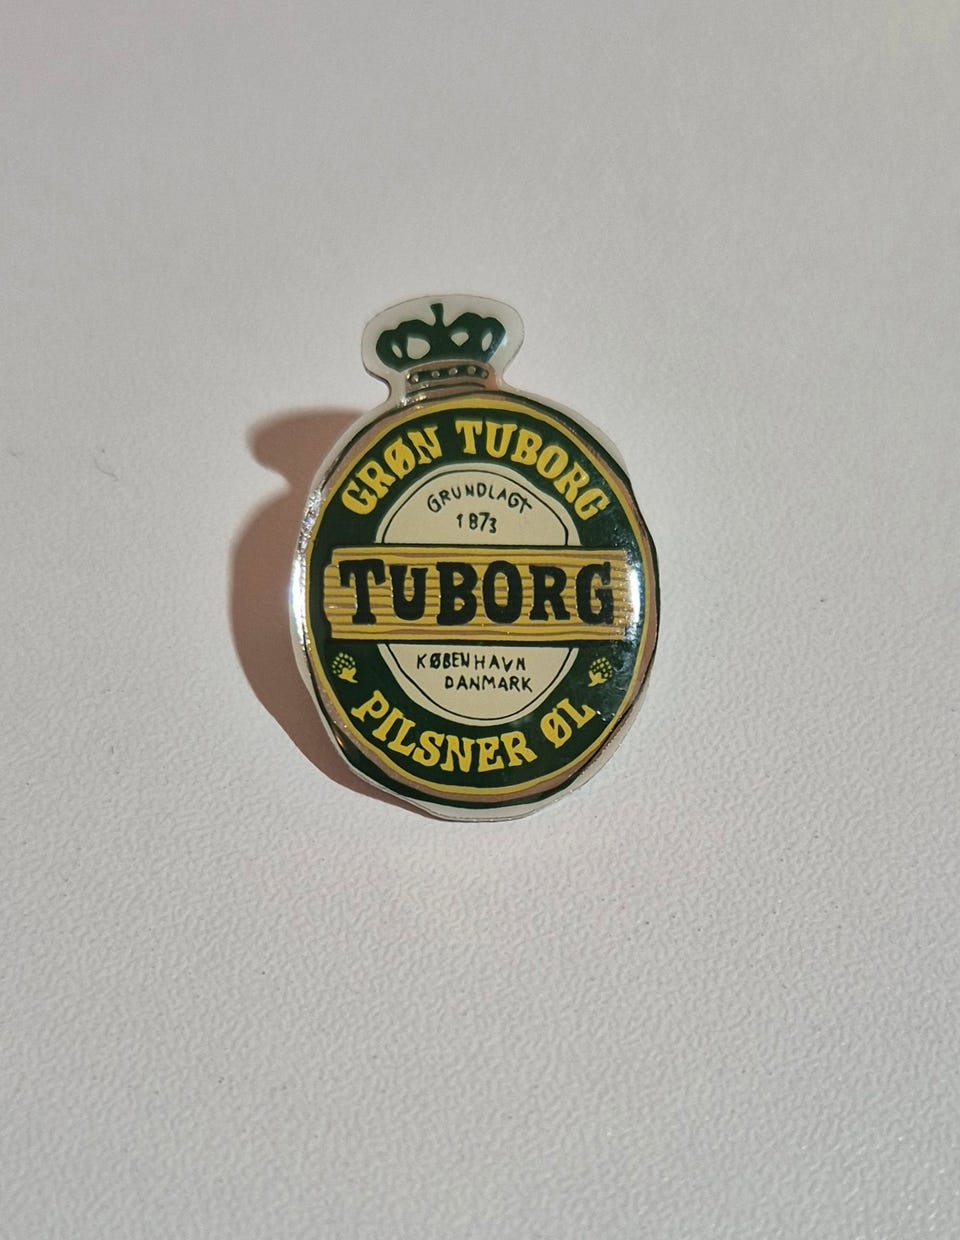 GRØN TUBORG
GRUNDLAGT
1873
TUBORG
KØBENHAVN
DANMARK
PILSNER ØL